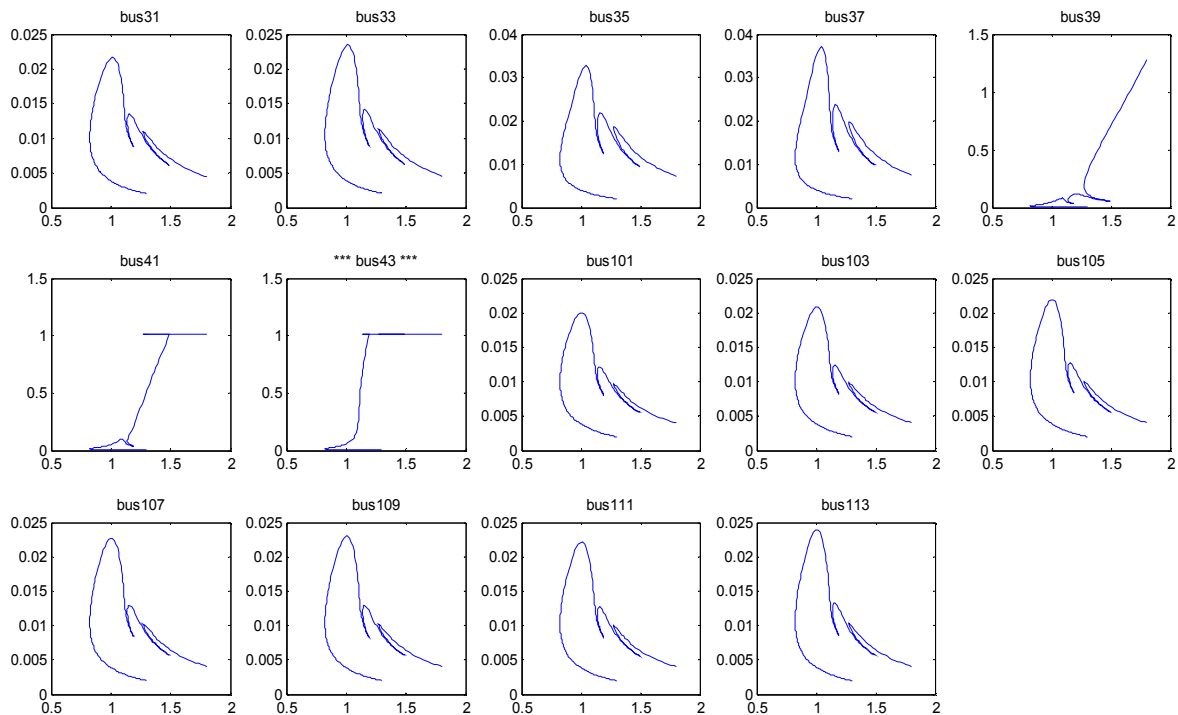 bus31 bus33 bus35 bus37 bus39
0.025 0.025 0.04 0.04 1.5
0.02 0.02 0.03 0.03 1
0.015 0.015 0.02 0.02
0.01 0.01 0.5
0.005 0.005 0.01 0.01
0 0 0 0 0
0.5 1 1.5 2 0.5 1 1.5 2 0.5 1 1.5 2 0.5 1 1.5 2 0.5 1 1.5 2
bus41 *** bus43 *** bus101 bus103 bus105
1.5 1.5 0.025 0.025 0.025
0.02 0.02 0.02
1 1 0.015 0.015 0.015
0.5 0.5 0.01 0.01 0.01
0.005 0.005 0.005
0 0 0 0 0
0.5 1 1.5 2 0.5 1 1.5 2 0.5 1 1.5 2 0.5 1 1.5 2 0.5 1 1.5 2
bus107 bus109 bus111 bus113
0.025 0.025 0.025 0.025
0.02 0.02 0.02 0.02
0.015 0.015 0.015 0.015
0.01 0.01 0.01 0.01
0.005 0.005 0.005 0.005
0 0 0 0
0.5 1 1.5 2 0.5 1 1.5 2 0.5 1 1.5 2 0.5 1 1.5 2